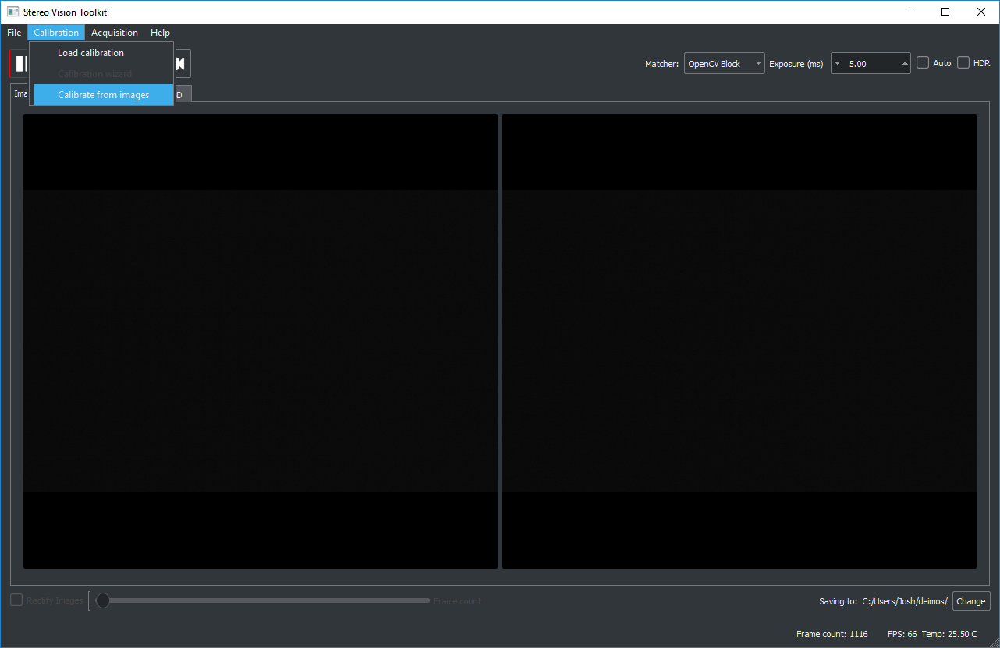 Stereo Vision Toolkit
File Calibration Acquisition Help
Load calibration
Calibration wizard
Calibrate from images
Matcher: OpenCV Block Exposure (ms) 5.00 Auto HDR
Ima 3D
Rectify Images Frame count
Saving to: C:/Users/Josh/deimos/ Change
Frame count: 1116 FPS: 66 Temp: 25.50 C